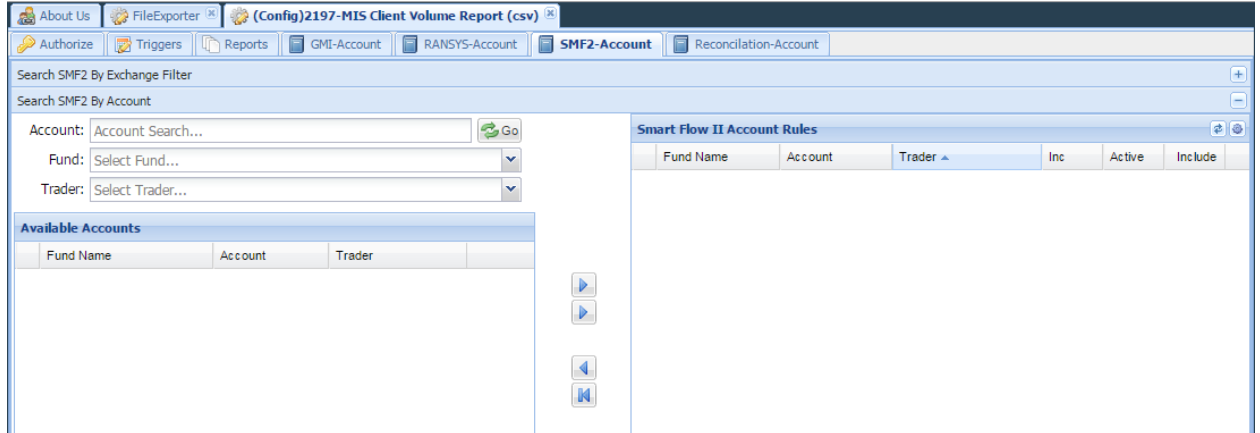 About Us FileExporter (Config)2197-MIS Client Volume Report (csv)
Authorize Triggers Reports GMI-Account RANSYS-Account SMF2-Account Reconcilation-Account
Search SMF2 By Exchange Filter
Search SMF2 By Account
Account: Account Search... Go
Fund: Select Fund...
Trader: Select Trader...
Available Accounts
Fund Name Account Trader
Smart Flow II Account Rules
Fund Name Account Trader Inc Active Include